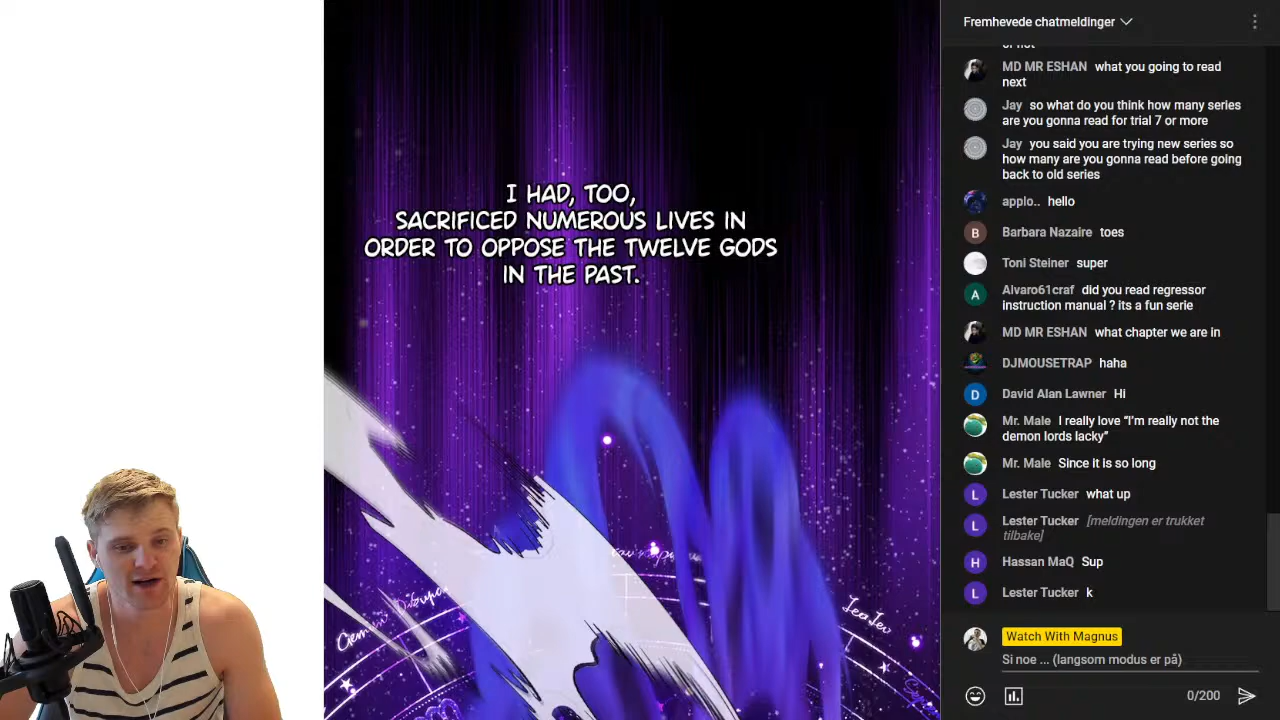 I HAD, TOO,
SACRIFICED NUMEROUS LIVES IN
ORDER TO OPPOSE THE TWELVE GODS
IN THE PAST.
Fremhevede chatmeldinger
or not
MD MR ESHAN what you going to read
next
Jay so what do you think how many series
are you gonna read for trial 7 or more
Jay you said you are trying new series so
how many are you gonna read before going
back to old series
applo.. hello
B Barbara Nazaire toes
Toni Steiner super
A Alvaro61craf did you read regressor
instruction manual ? its a fun serie
MD MR ESHAN what chapter we are in
DJMOUSETRAP haha
D David Alan Lawner Hi
Mr. Male I really love “I’m really not the
demon lords lacky”
Mr. Male Since it is so long
L Lester Tucker what up
L Lester Tucker [meldingen er trukket
tilbake]
H Hassan MaQ Sup
L Lester Tucker k
Watch With Magnus
Si noe ... (langsom modus er på)
0/200